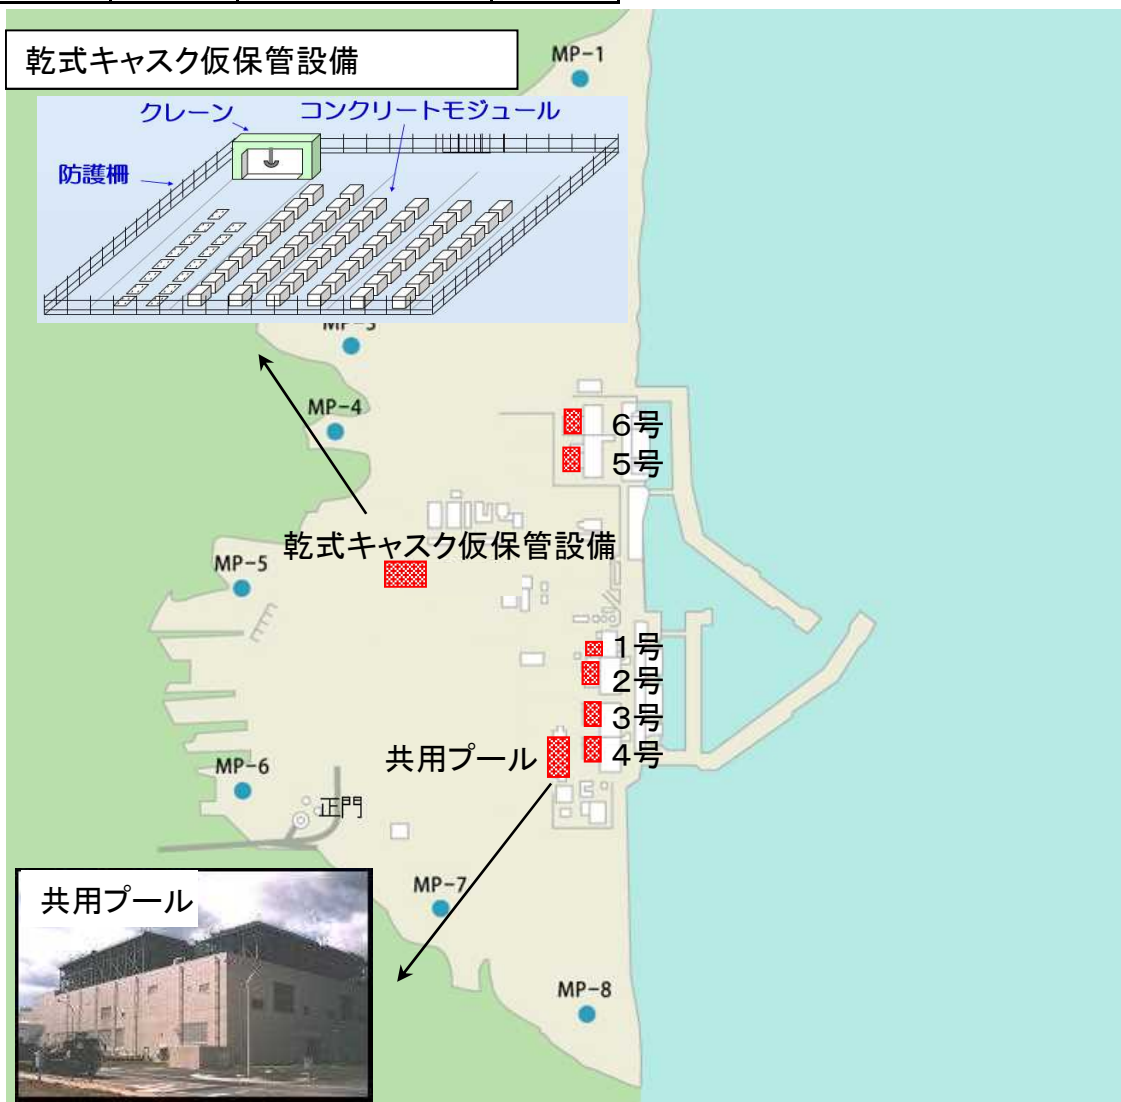 乾式キャスク仮保管設備
MP-1
クレーン
コンクリートモジュール
防護柵
MP-3
MP-4
6号
5号
乾式キャスク仮保管設備
MP-5
1号
2号
3号
共用プール
4号
MP-6
正門
MP-7
共用プール
MP-8